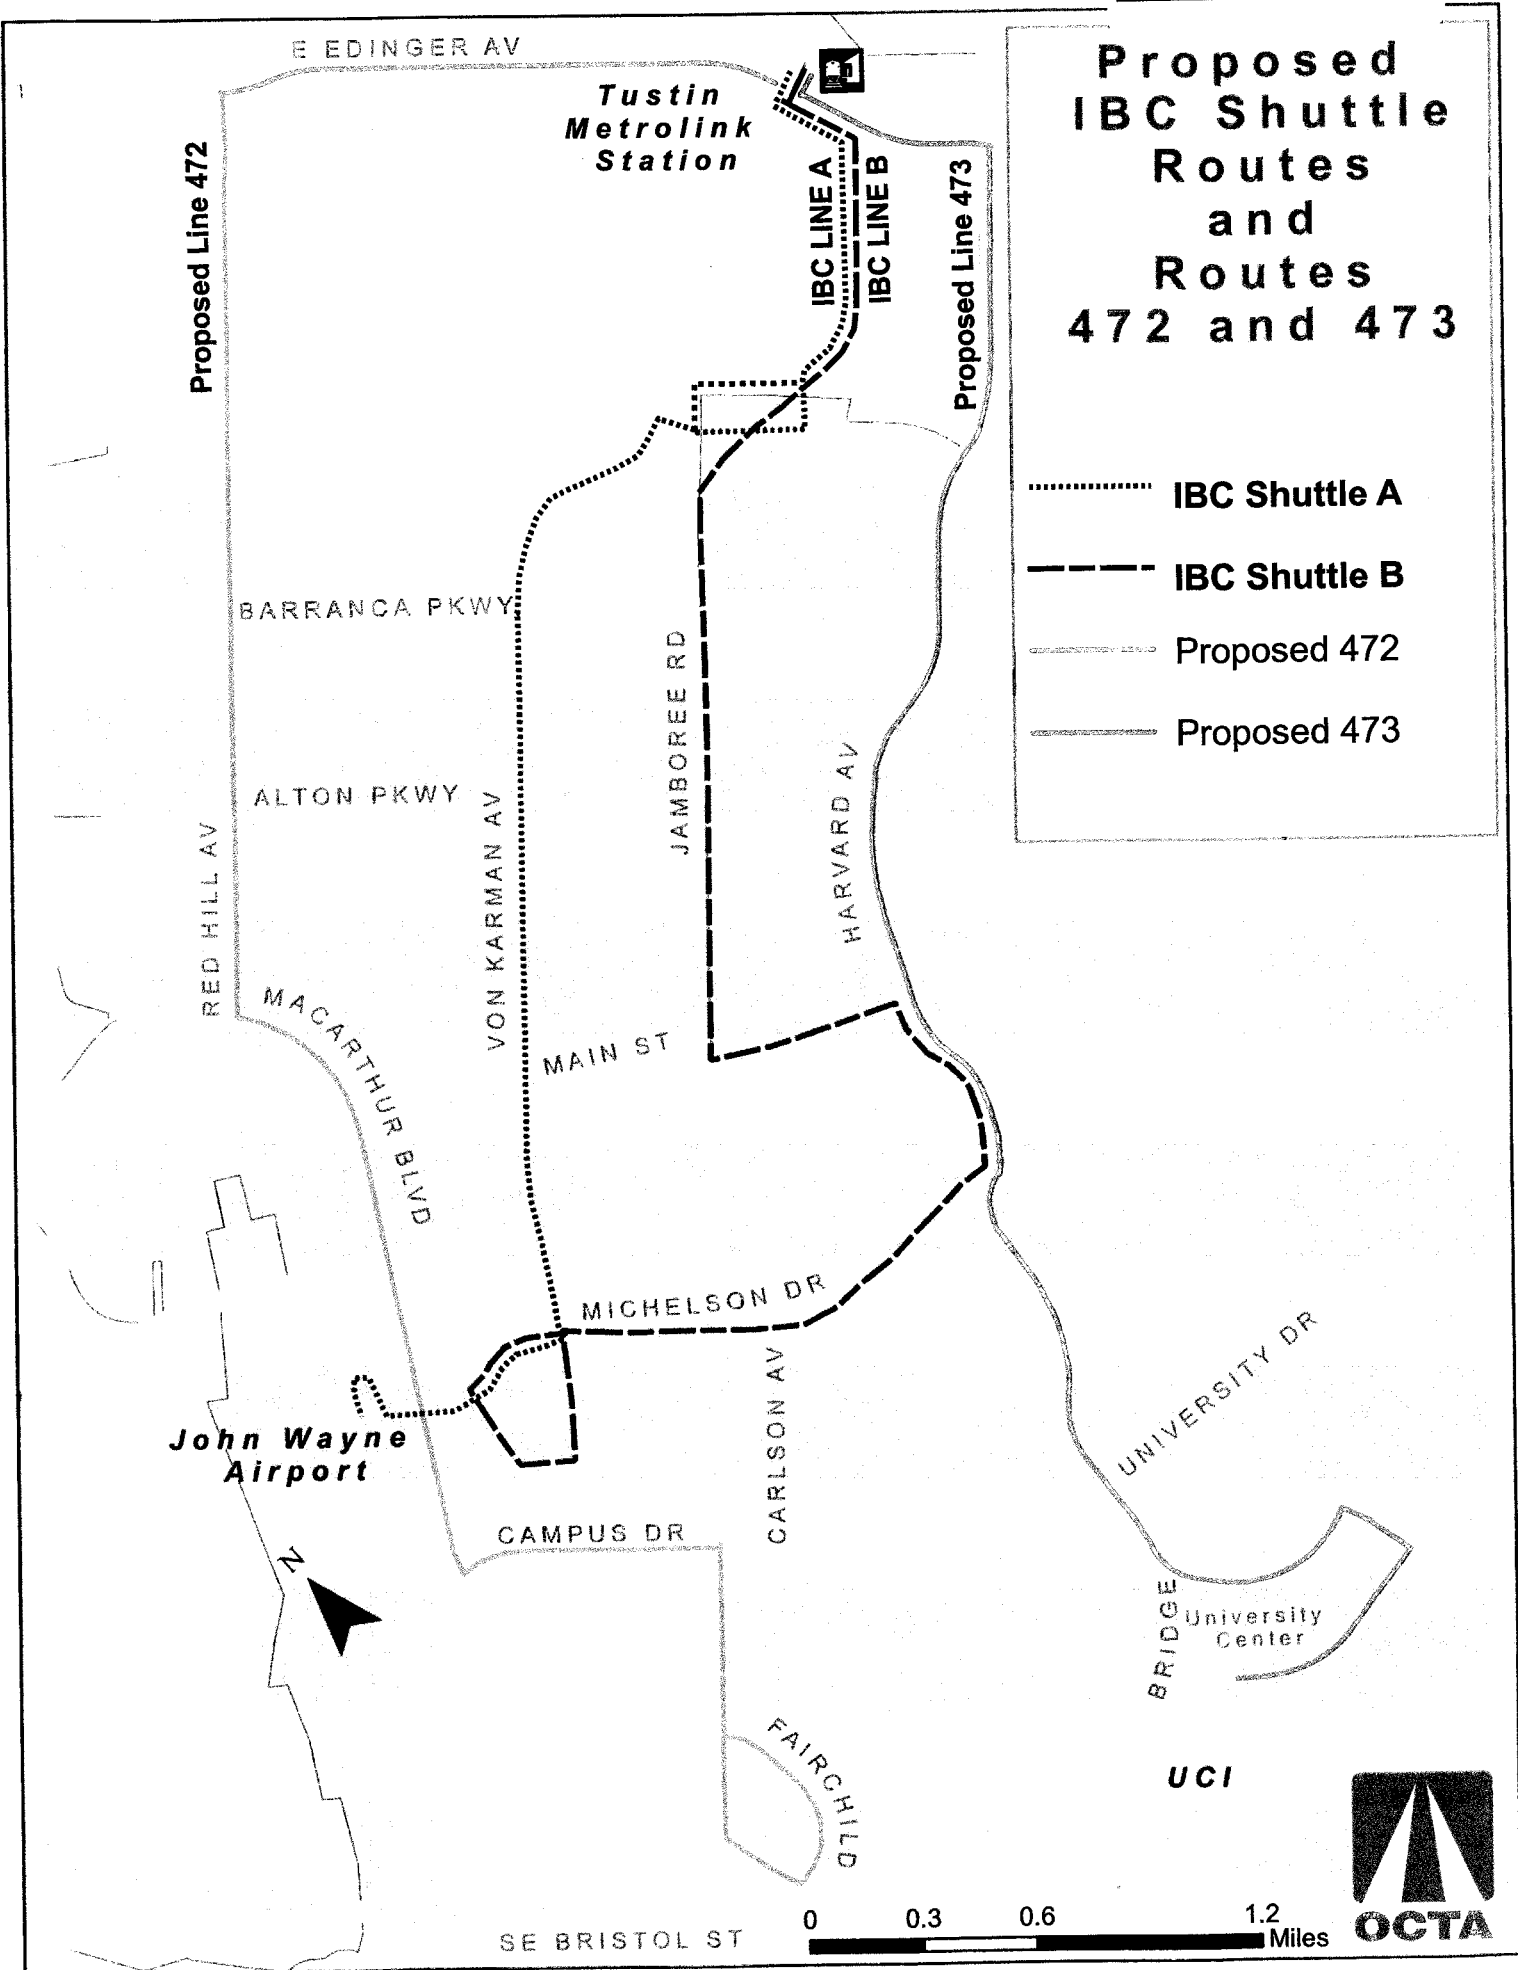 Proposed
IBC Shuttle
Routes
and
Routes
472 and 473
IBC Shuttle A
IBC Shuttle B
Proposed 472
Proposed 473
E EDINGER AV
Tustin
Metrolink
Station
Proposed Line 472
IBC LINE A
IBC LINE B
Proposed Line 473
BARRANCA PKWY
JAMBOREE RD
ALTON PKWY
HARVARD AV
VON KARMAN AV
RED HILL AV
MACARTHUR BLVD
MAIN ST
MICHELSON DR
UNIVERSITY DR
CARLSON AV
John Wayne
Airport
CAMPUS DR
N
BRIDGE
University
Center
FAIRCHILD
UCI
SE BRISTOL ST
0 0.3 0.6 1.2
Miles
OCTA